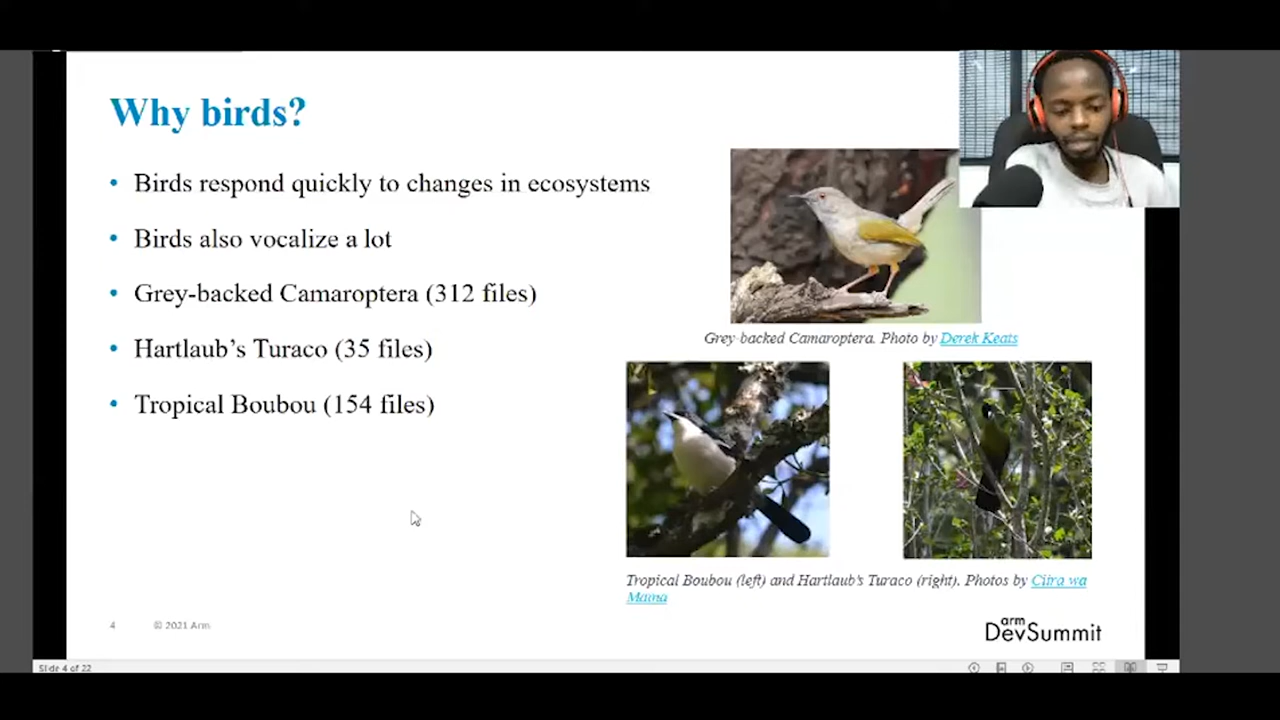 Why birds?
• Birds respond quickly to changes in ecosystems
• Birds also vocalize a lot
• Grey-backed Camaroptera (312 files)
• Hartlaub's Turaco (35 files)
• Tropical Boubou (154 files)
Grey-backed Camaroptera. Photo by Derek Keats
Tropical Boubou (left) and Hartlaub's Turaco (right). Photos by Ciira wa
Maina
4 © 2021 Arm
arm
DevSummit
Slide 4 of 22